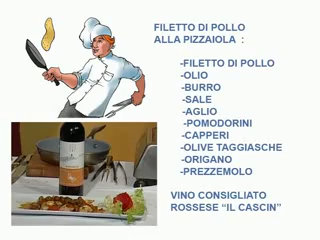 FILETTO DI POLLO
ALLA PIZZAIOLA :
-FILETTO DI POLLO
-OLIO
-BURRO
-SALE
-AGLIO
-POMODORINI
-CAPPERI
-OLIVE TAGGIASCHE
-ORIGANO
-PREZZEMOLO
VINO CONSIGLIATO
ROSSESE “IL CASCIN”